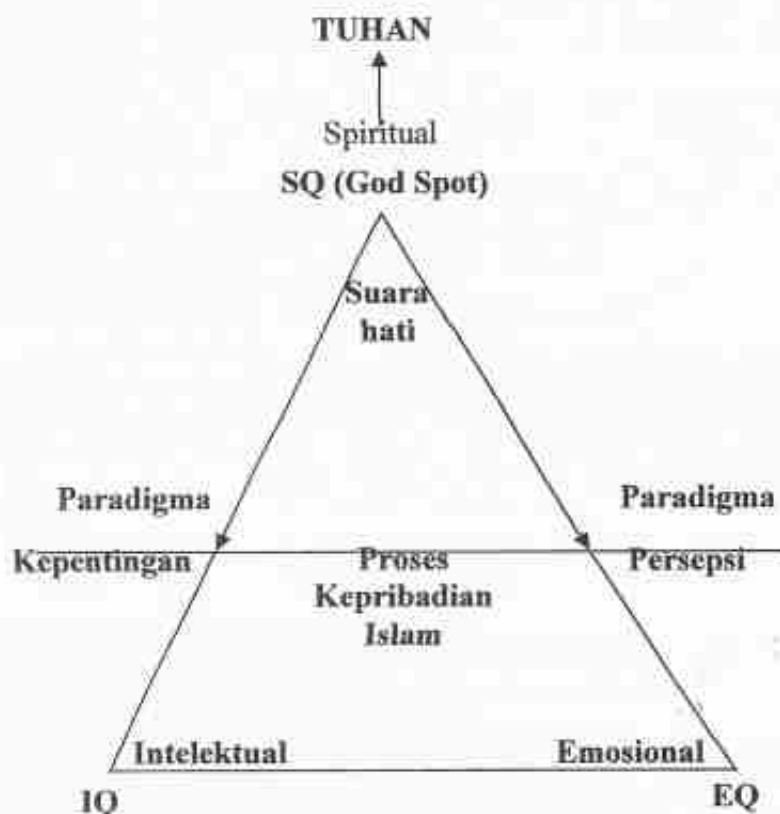 TUHAN
Spiritual
SQ (God Spot)
Suara
hati
Paradigma
Paradigma
Kepentingan
Proses
Persepsi
Kepribadian
Islam
Intelektual
Emosional
IQ
EQ